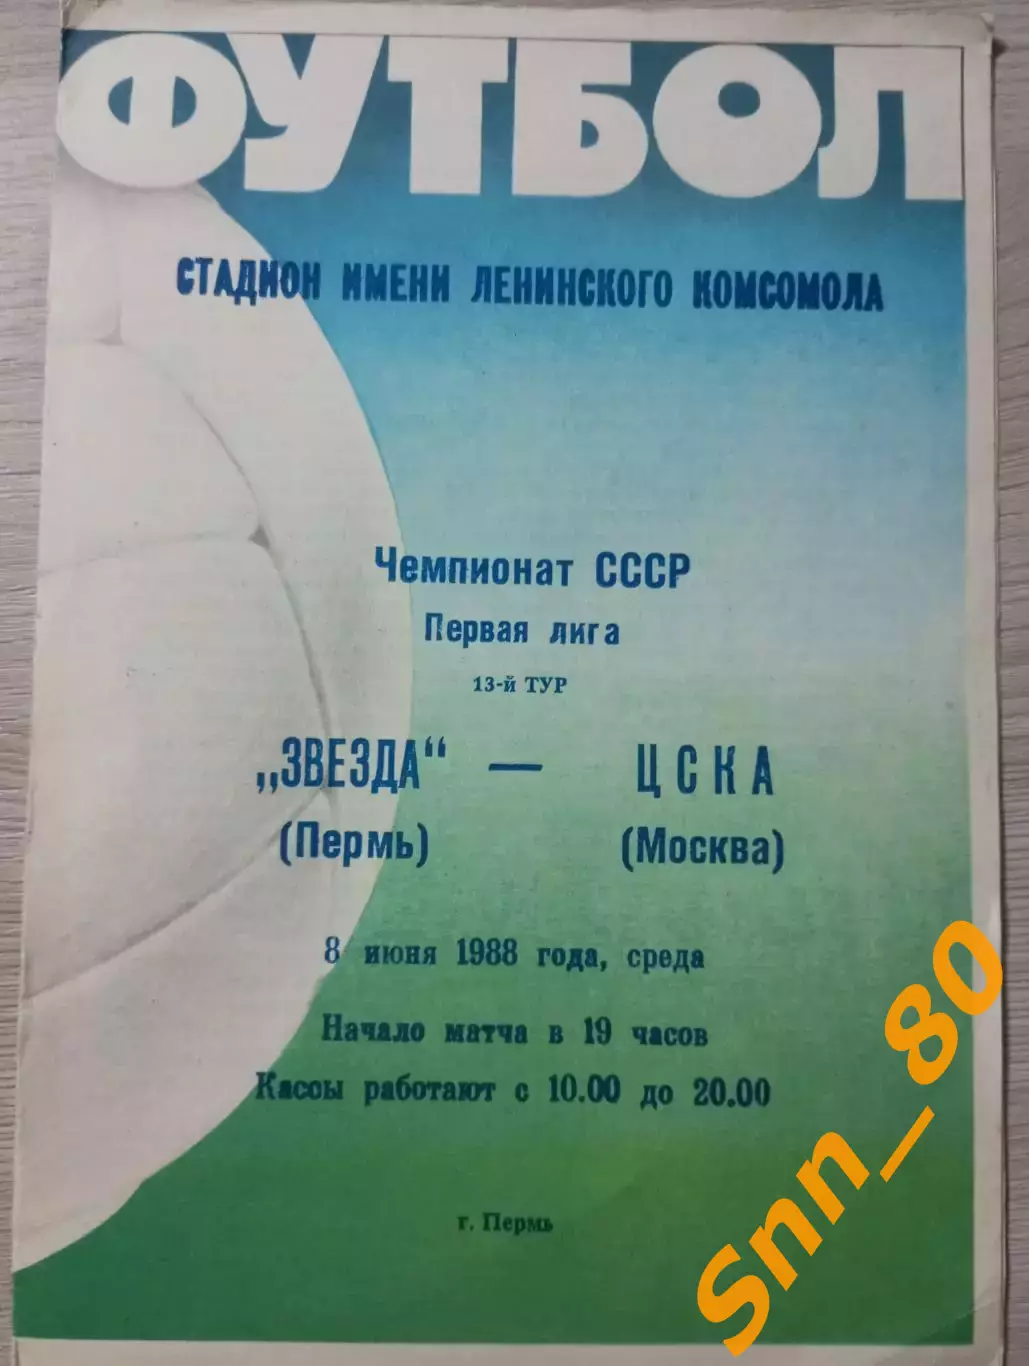 ФУТБОЛ
СТАДИОН ИМЕНИ ЛЕНИНСКОГО КОМСОМОЛА
Чемпионат СССР
Первая лига
13-й ТУР
„ЗВЕЗДА“ — ЦСКА
(Пермь) (Москва)
8 июня 1988 года, среда
Начало матча в 19 часов
Кассы работают с 10.00 до 20.00
г. Пермь
Snn_80